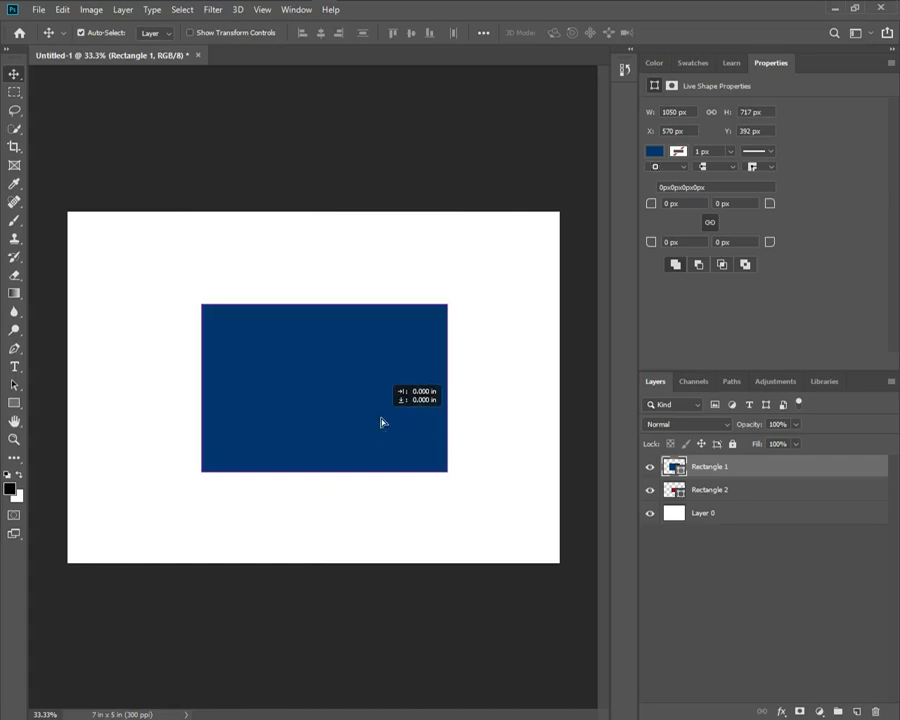 Ps File Edit Image Layer Type Select Filter 3D View Window Help
Auto-Select: Layer Show Transform Controls 3D Mode:
Untitled-1 @ 33.3% (Rectangle 1, RGB/8) * ×
Color Swatches Learn Properties
Live Shape Properties
W: 1050 px H: 717 px
X: 570 px Y: 392 px
1 px
0px0px0px0px
0 px 0 px
0 px 0 px
0.000 in
0.000 in
Layers Channels Paths Adjustments Libraries
Kind
Normal Opacity: 100%
Lock: Fill: 100%
Rectangle 1
Rectangle 2
Layer 0
fx
33.33% 7 in x 5 in (300 ppi)